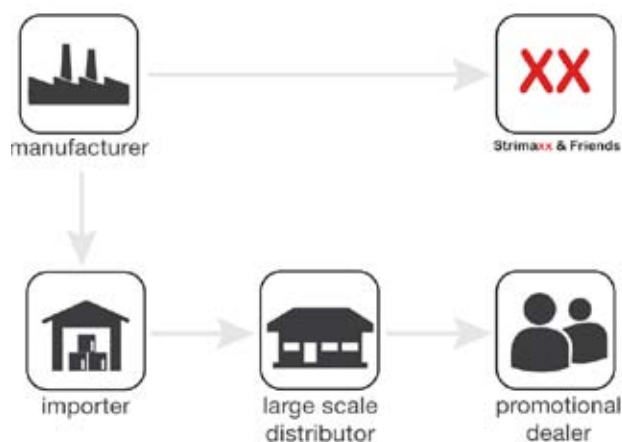 XX
manufacturer
Strimaxx & Friends
importer
large scale
distributor
promotional
dealer